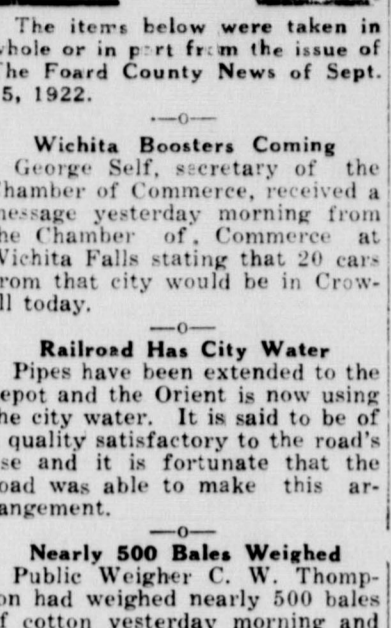 The items below were taken in
whole or in part from the issue of
The Foard County News of Sept.
5, 1922.
—o—
Wichita Boosters Coming
George Self, secretary of the
Chamber of Commerce, received a
message yesterday morning from
the Chamber of. Commerce at
Wichita Falls stating that 20 cars
from that city would be in Crow-
ell today.
—o—
Railroad Has City Water
Pipes have been extended to the
depot and the Orient is now using
the city water. It is said to be of
quality satisfactory to the road's
use and it is fortunate that the
road was able to make this ar-
rangement.
—o—
Nearly 500 Bales Weighed
Public Weigher C. W. Thomp-
son had weighed nearly 500 bales
of cotton yesterday morning and